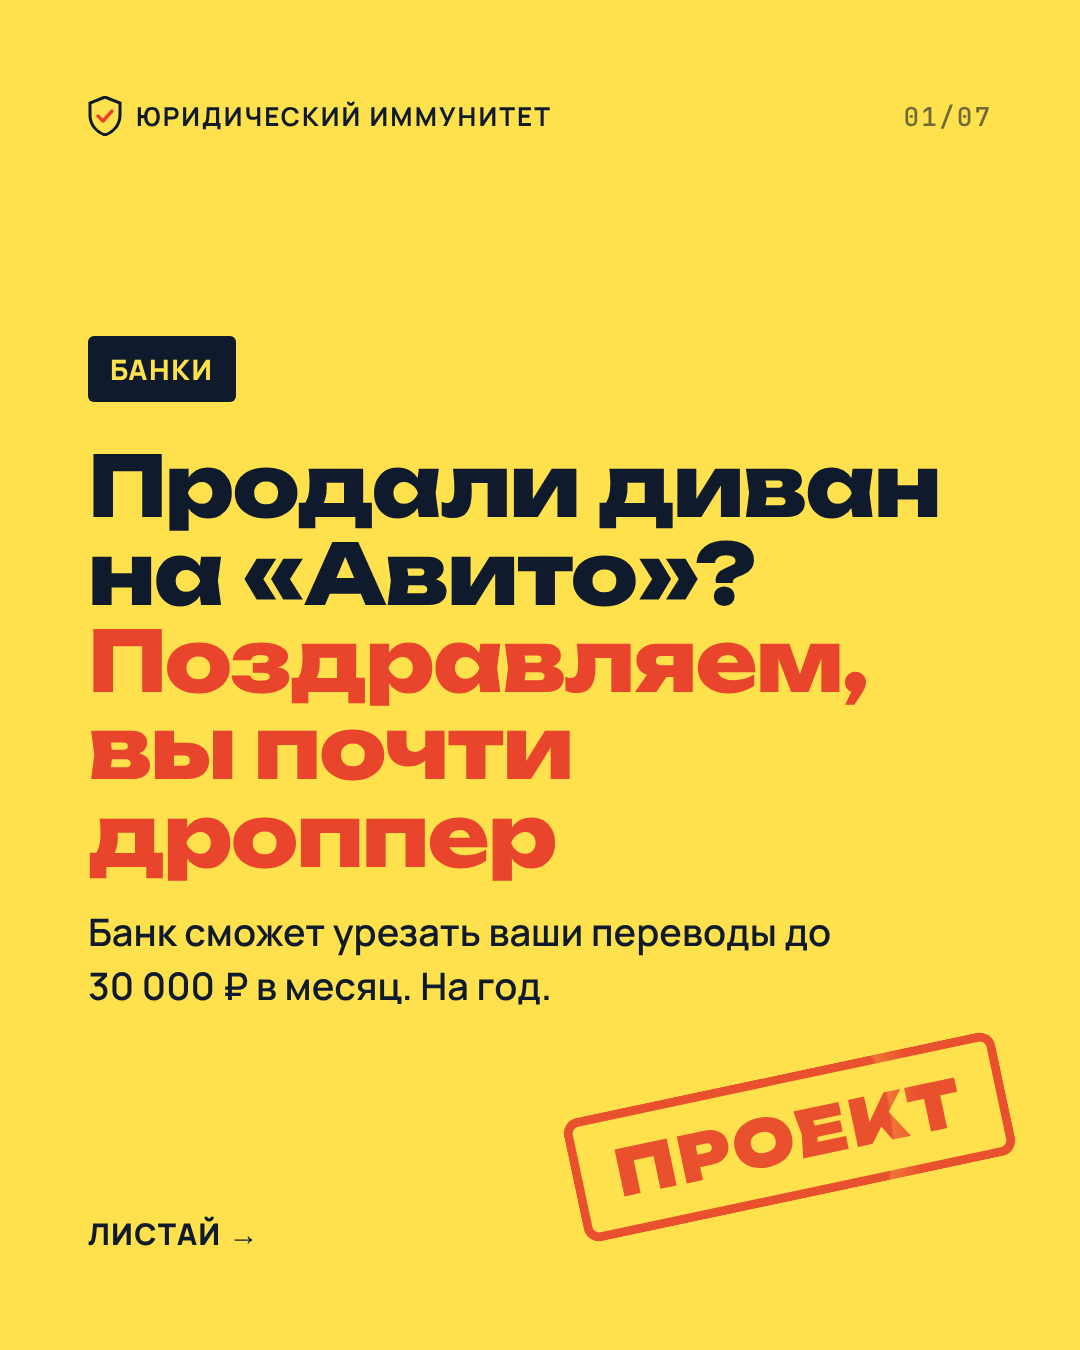 ЮРИДИЧЕСКИЙ ИММУНИТЕТ
01/07
БАНКИ
Продали диван
на «Авито»?
Поздравляем,
вы почти
дроппер
Банк сможет урезать ваши переводы до
30 000 ₽ в месяц. На год.
ПРОЕКТ
ЛИСТАЙ →